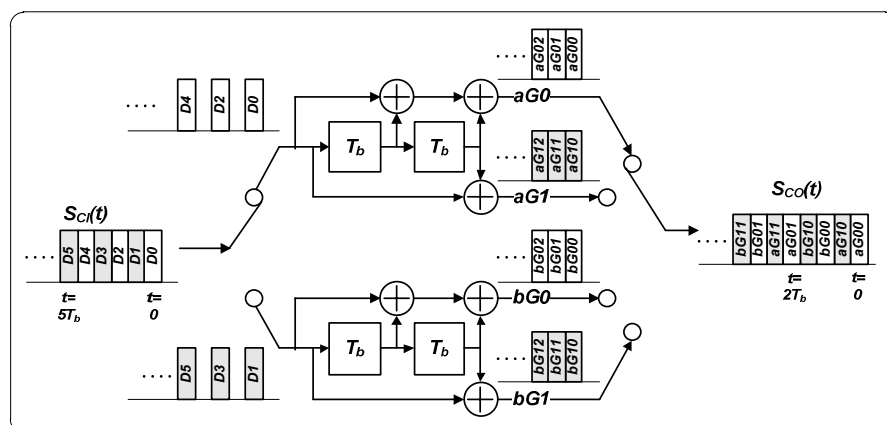 D4 D2 D0
S_CI(t)
D5 D4 D3 D2 D1 D0
t= 5T_b
t= 0
D5 D3 D1
T_b T_b
aG02 aG01 aG00
aG0
aG12 aG11 aG10
aG1
T_b T_b
bG02 bG01 bG00
bG0
bG12 bG11 bG10
bG1
S_CO(t)
bG11 bG01 aG11 aG01 bG10 bG00 aG10 aG00
t= 2T_b
t= 0